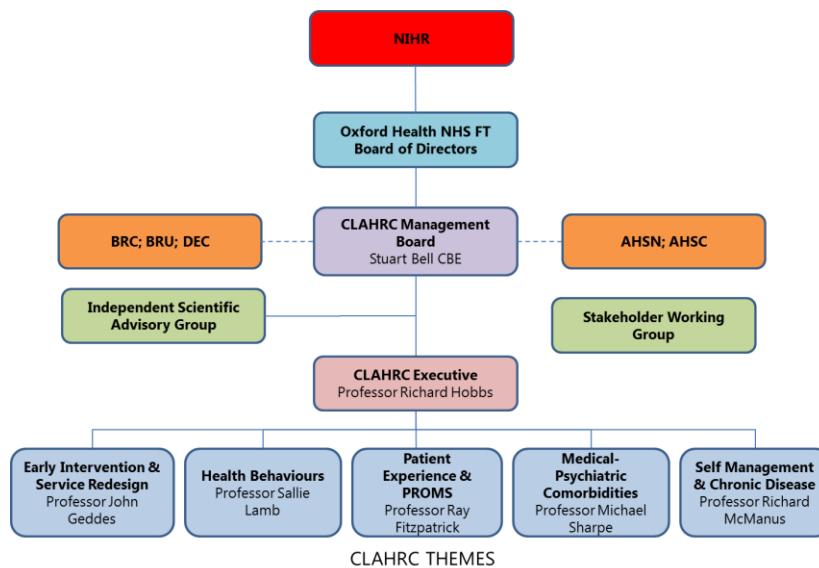 NIHR
Oxford Health NHS FT
Board of Directors
BRC; BRU; DEC
CLAHRC Management
Board
Stuart Bell CBE
AHSN; AHSC
Independent Scientific
Advisory Group
Stakeholder Working
Group
CLAHRC Executive
Professor Richard Hobbs
Early Intervention &
Service Redesign
Professor John
Geddes
Health Behaviours
Professor Sallie
Lamb
Patient
Experience &
PROMS
Professor Ray
Fitzpatrick
Medical-
Psychiatric
Comorbidities
Professor Michael
Sharpe
Self Management
& Chronic Disease
Professor Richard
McManus
CLAHRC THEMES